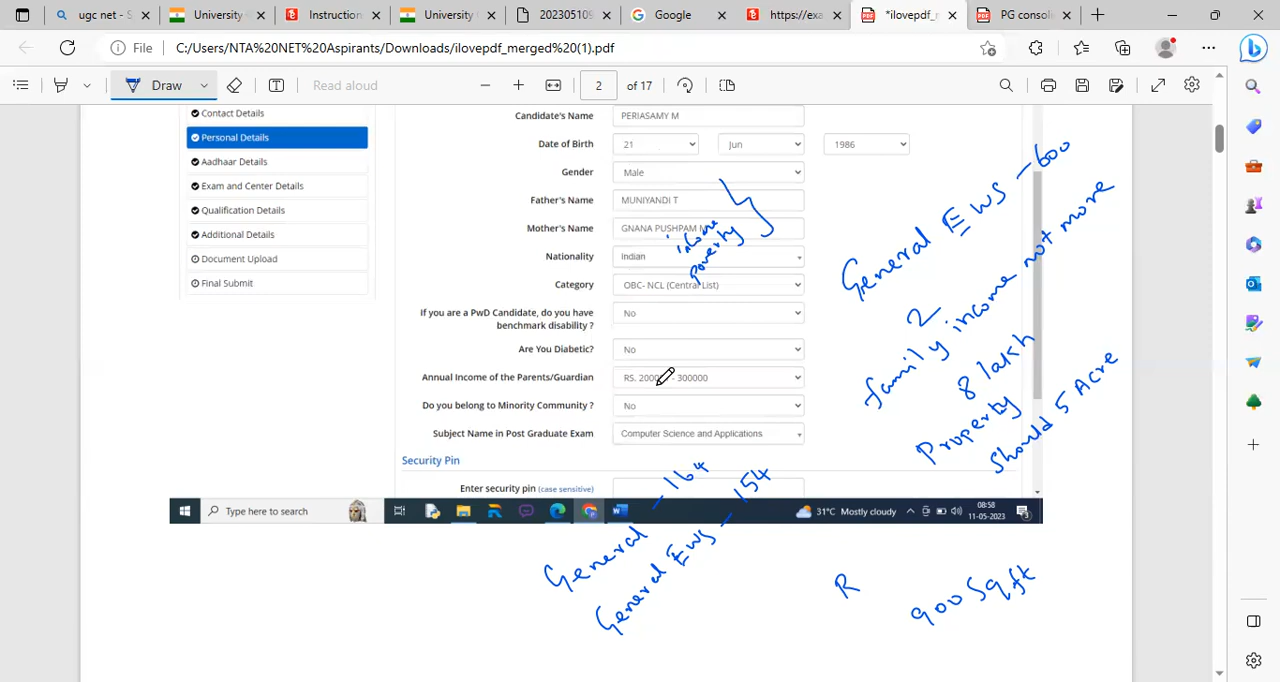 ugc net - S
University
Instruction
University
202305109
Google
https://exa
*ilovepdf_m
PG consoli
File
C:/Users/NTA%20NET%20Aspirants/Downloads/ilovepdf_merged%20(1).pdf
Draw
Read aloud
2
of 17
Contact Details
Personal Details
Aadhaar Details
Exam and Center Details
Qualification Details
Additional Details
Document Upload
Final Submit
Candidate's Name PERIASAMY M
Date of Birth 21 Jun 1986
Gender Male
Father's Name MUNIYANDI T
Mother's Name GNANA PUSHPAM
Nationality Indian
Category OBC- NCL (Central List)
If you are a PwD Candidate, do you have
benchmark disability ? No
Are You Diabetic? No
Annual Income of the Parents/Guardian RS. 2000 - 300000
Do you belong to Minority Community ? No
Subject Name in Post Graduate Exam Computer Science and Applications
Security Pin
Enter security pin (case sensitive)
income
poverty
General EWS - 600
2
family income not more
8 lakh
Property
should 5 Acre
Type here to search
31°C Mostly cloudy
08:58
11-05-2023
3
General - 164
General EWS - 154
R
900 Sq.ft